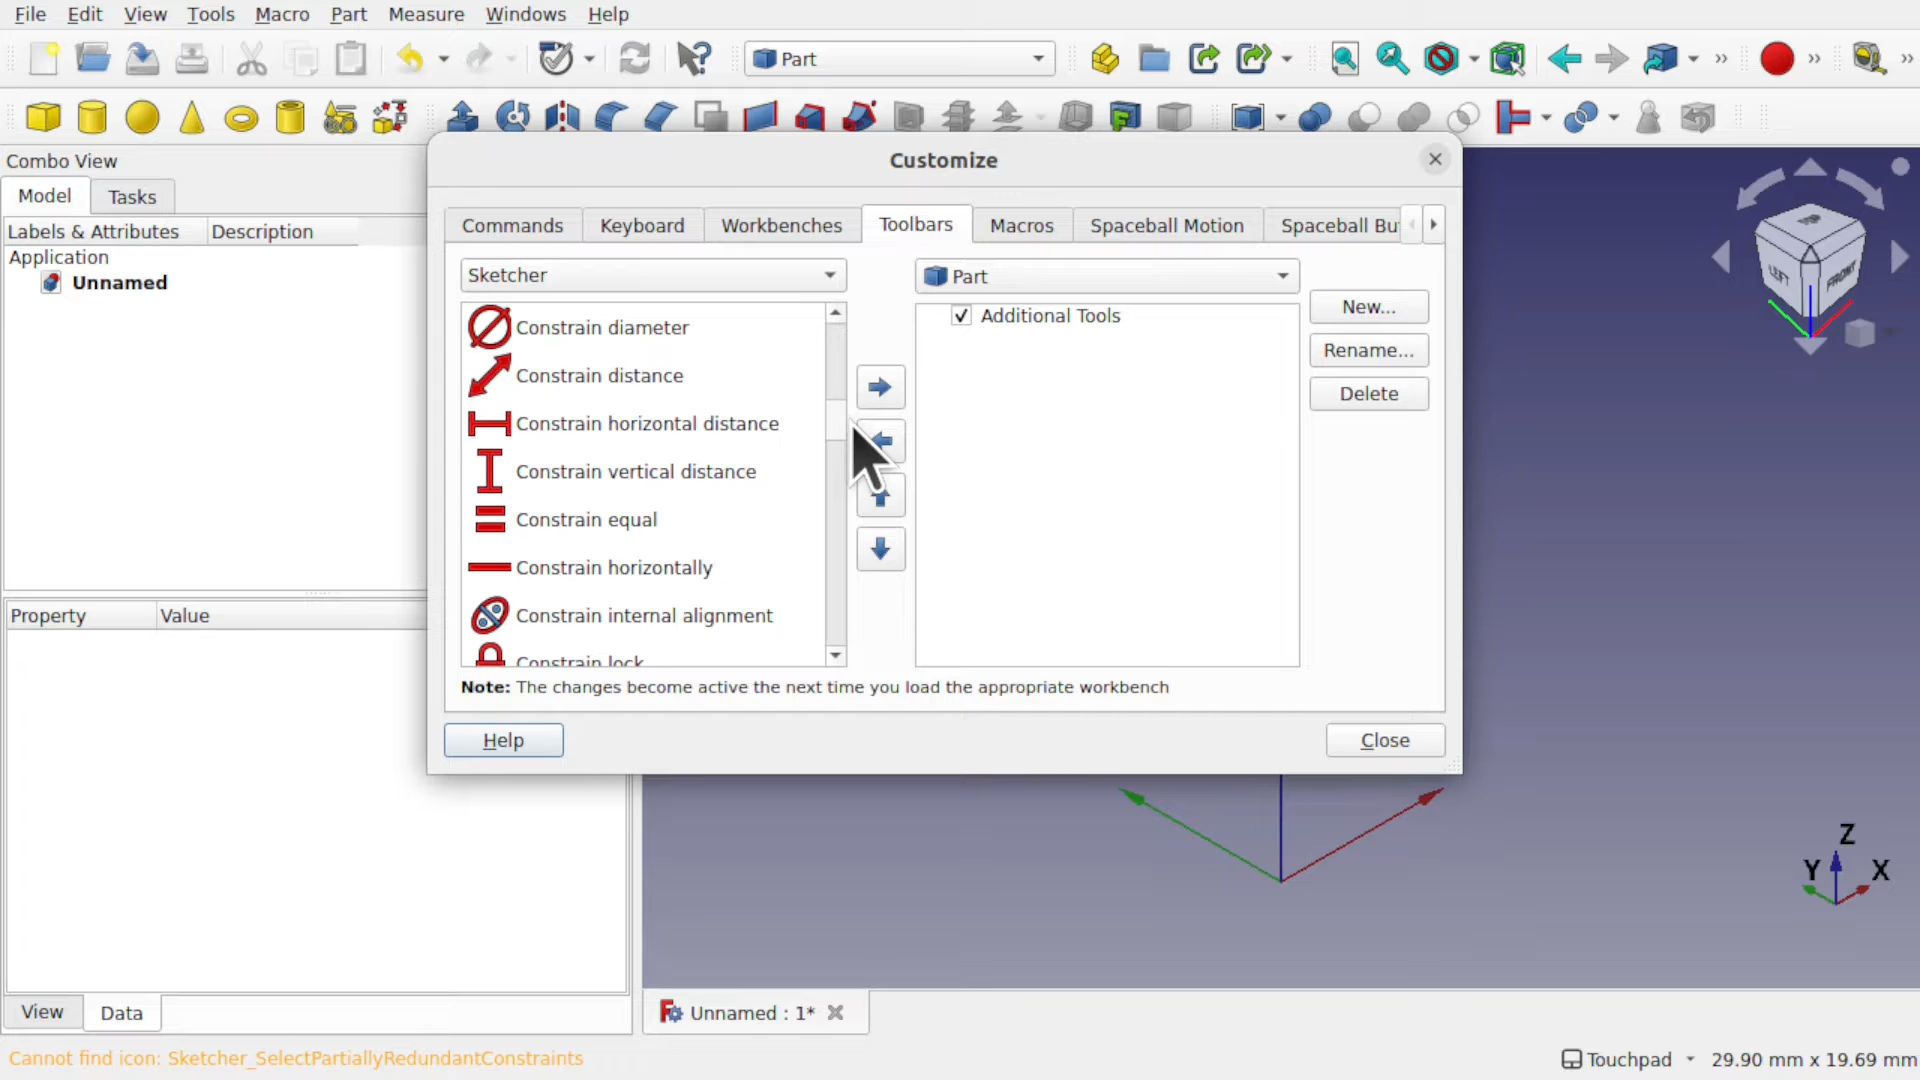 File Edit View Tools Macro Part Measure Windows Help
Part
Combo View
Model Tasks
Labels & Attributes Description
Application
Unnamed
Property Value
View Data
Customize
Commands Keyboard Workbenches Toolbars Macros Spaceball Motion Spaceball Bu
Sketcher
Part
Constrain diameter
Constrain distance
Constrain horizontal distance
Constrain vertical distance
Constrain equal
Constrain horizontally
Constrain internal alignment
Constrain lock
Additional Tools
New...
Rename...
Delete
Note: The changes become active the next time you load the appropriate workbench
Help
Close
LEFT
FRONT
Z
Y
X
Unnamed : 1*
Cannot find icon: Sketcher_SelectPartiallyRedundantConstraints
Touchpad 29.90 mm x 19.69 mm